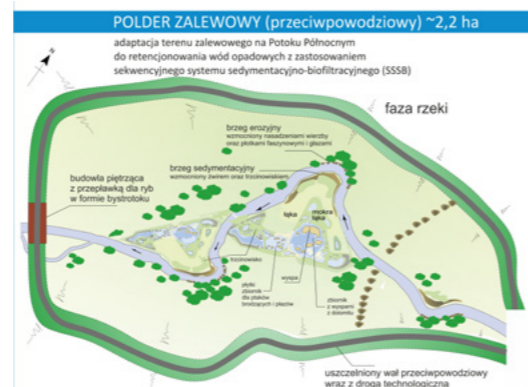 POLDER ZALEWOWY (przeciwpowodziowy) ~2,2 ha
adaptacja terenu zalewowego na Potoku Północnym
do retencjonowania wód opadowych z zastosowaniem
sekwencyjnego systemu sedymentacyjno-biofiltracyjnego (SSSB)
N
faza rzeki
brzeg erozyjny
wzmocniony nasadzeniami wierzby
oraz płotkami faszynowymi i głazami
brzeg sedymentacyjny
wzmocniony żwirem oraz trzcinowiskiem
budowla piętrząca
z przepławką dla ryb
w formie bystrotoku
łąka
mokra
łąka
trzcinowisko
wyspa
płytki
zbiornik
dla ptaków
brodzących i płazów
zbiornik
z wyspami
z dolomitu
uszczelniony wał przeciwpowodziowy
wraz z drogą technologiczną